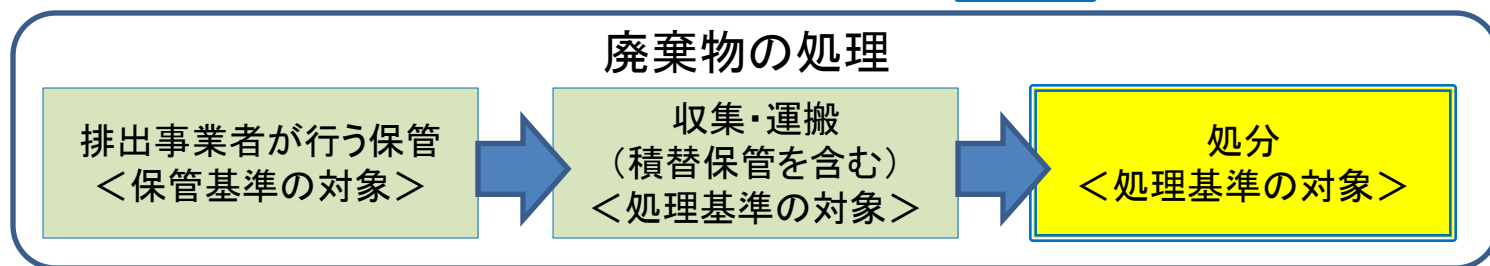 廃棄物の処理
排出事業者が行う保管
＜保管基準の対象＞
収集・運搬
（積替保管を含む）
＜処理基準の対象＞
処分
＜処理基準の対象＞